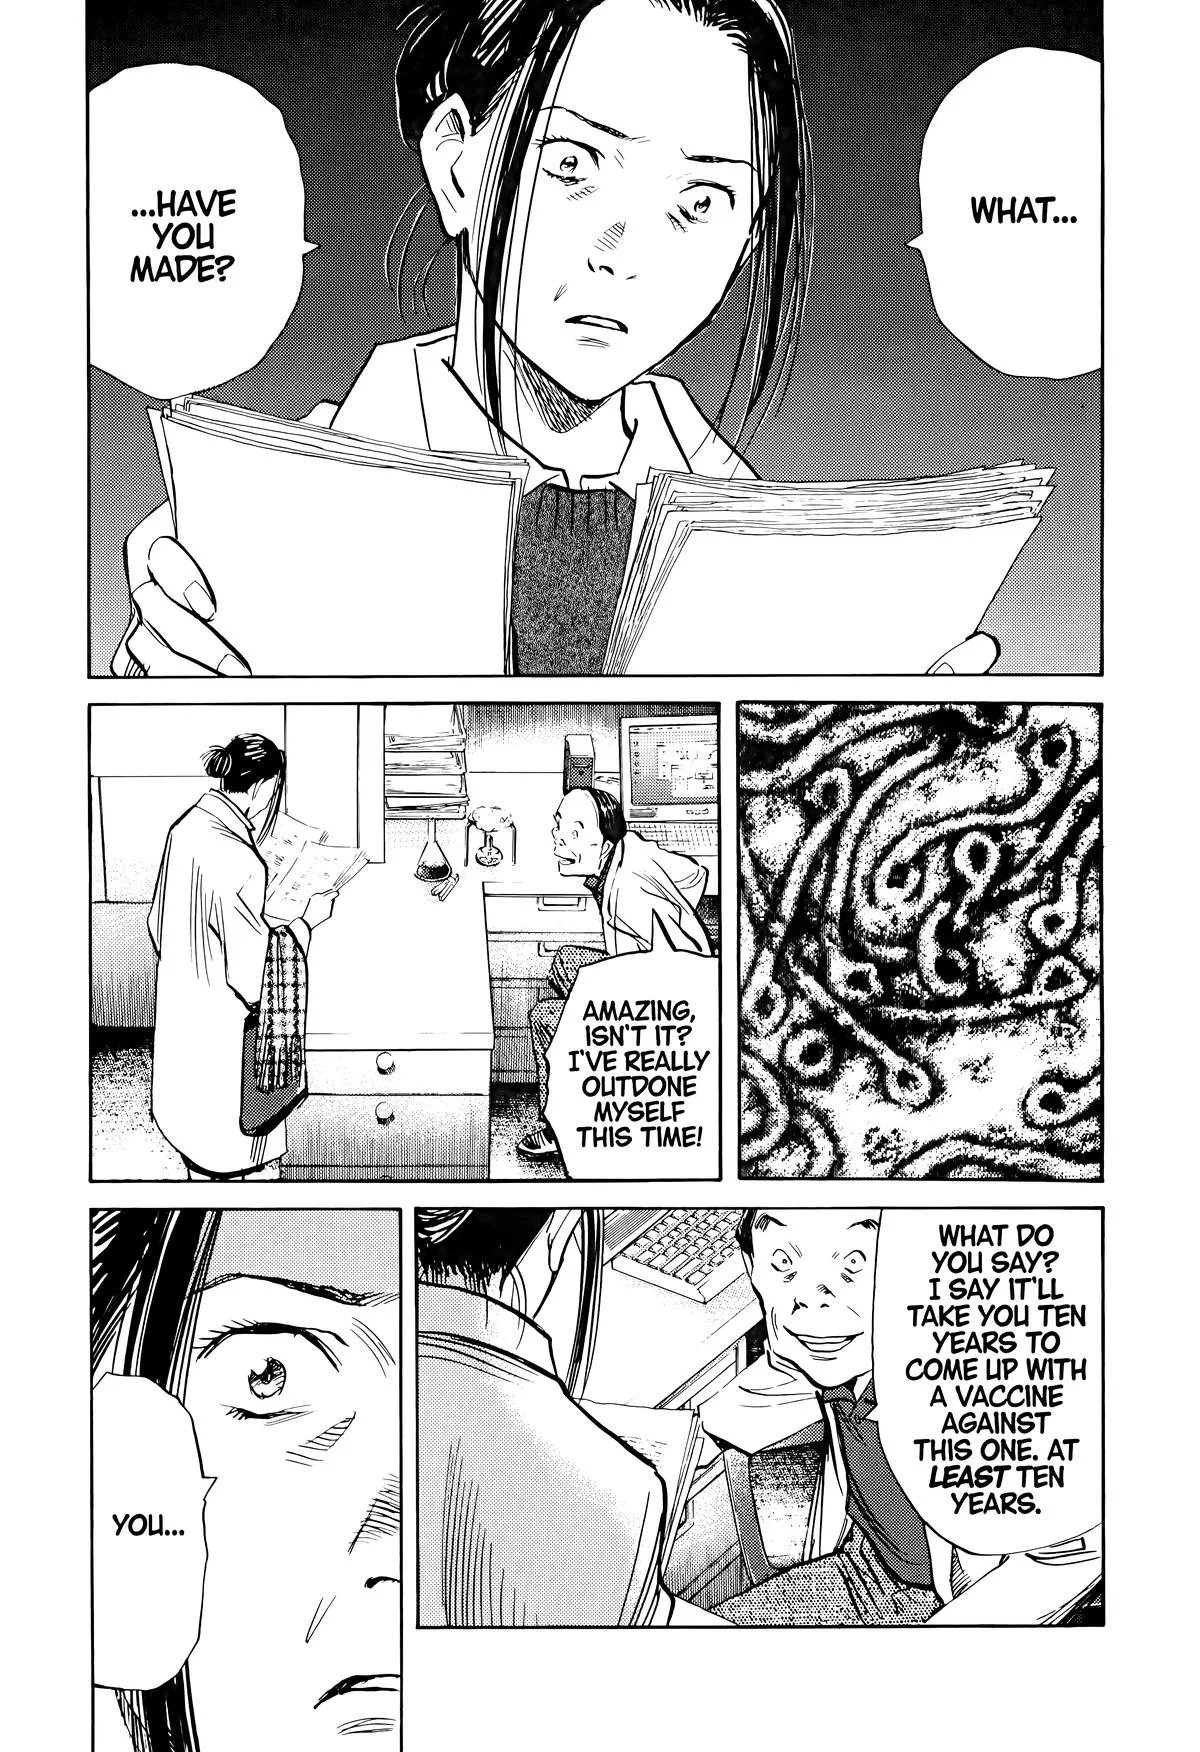 WHAT...
...HAVE
YOU
MADE?
AMAZING,
ISN'T IT?
I'VE REALLY
OUTDONE
MYSELF
THIS TIME!
WHAT DO
YOU SAY?
I SAY IT'LL
TAKE YOU TEN
YEARS TO
COME UP WITH
A VACCINE
AGAINST
THIS ONE. AT
LEAST TEN
YEARS.
YOU...